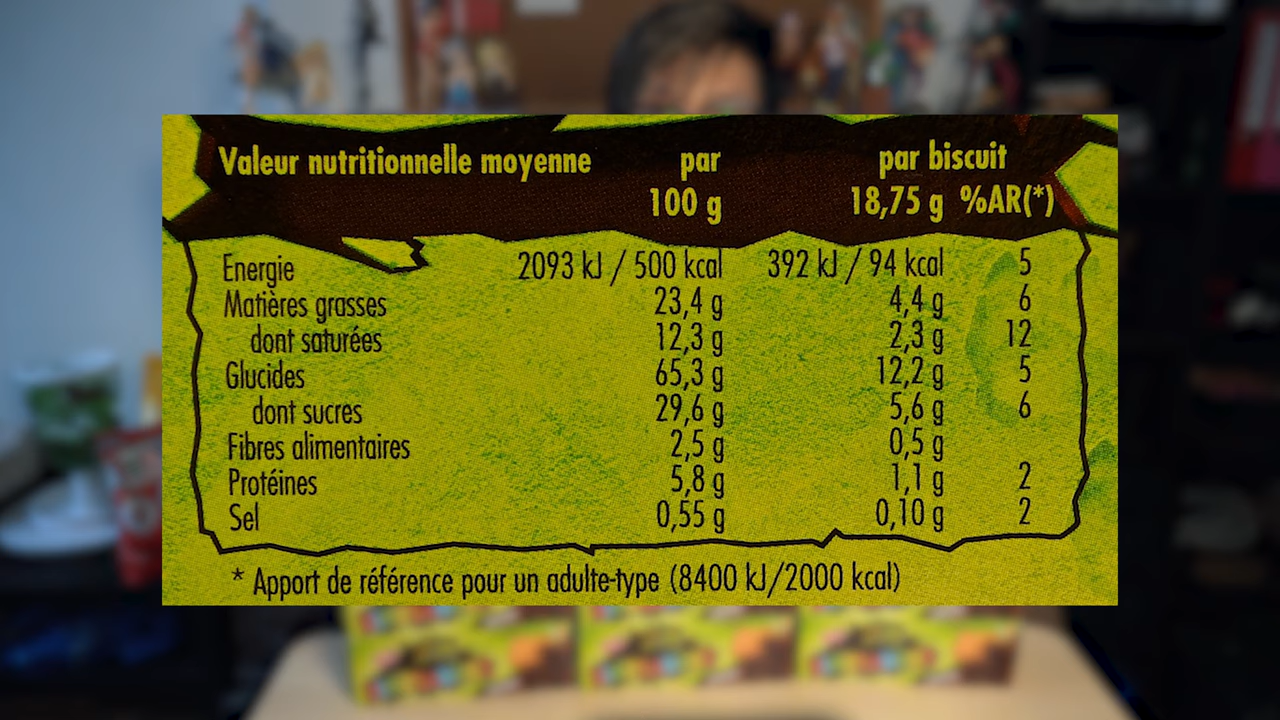 Valeur nutritionnelle moyenne par par biscuit
100 g 18,75 g %AR(*)
Energie 2093 kJ / 500 kcal 392 kJ / 94 kcal 5
Matières grasses 23,4 g 4,4 g 6
dont saturées 12,3 g 2,3 g 12
Glucides 65,3 g 12,2 g 5
dont sucres 29,6 g 5,6 g 6
Fibres alimentaires 2,5 g 0,5 g
Protéines 5,8 g 1,1 g 2
Sel 0,55 g 0,10 g 2
* Apport de référence pour un adulte-type (8400 kJ/2000 kcal)